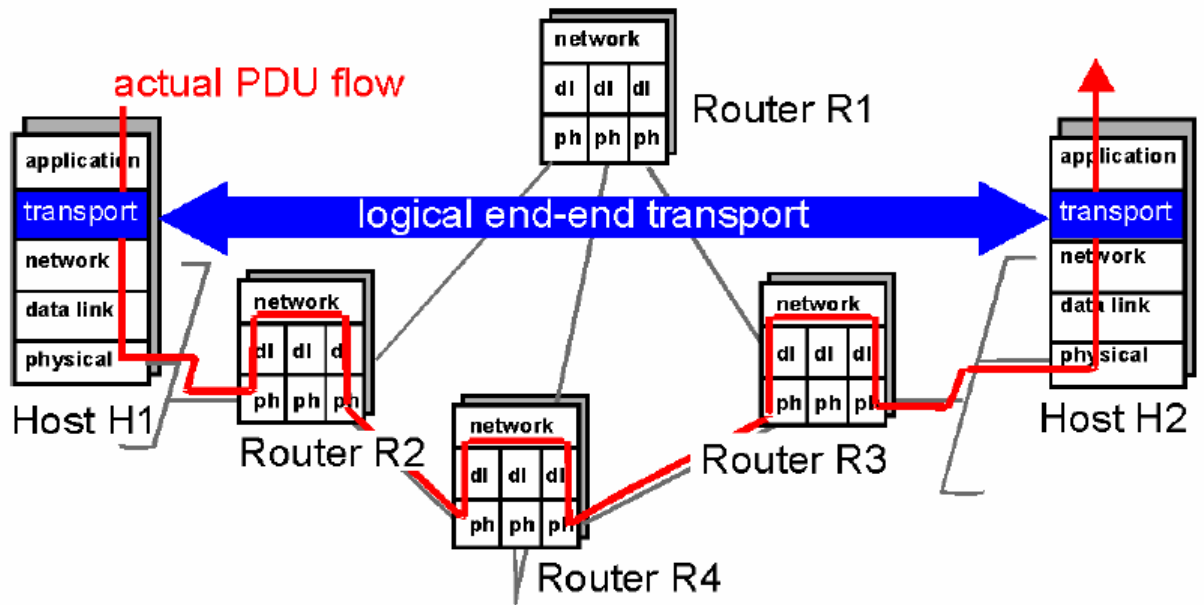 network
dl dl dl
ph ph ph
Router R1
actual PDU flow
application
transport
network
data link
physical
Host H1
logical end-end transport
application
transport
network
data link
physical
Host H2
network
dl dl dl
ph ph ph
Router R2
network
dl dl dl
ph ph ph
Router R3
network
dl dl dl
ph ph ph
Router R4